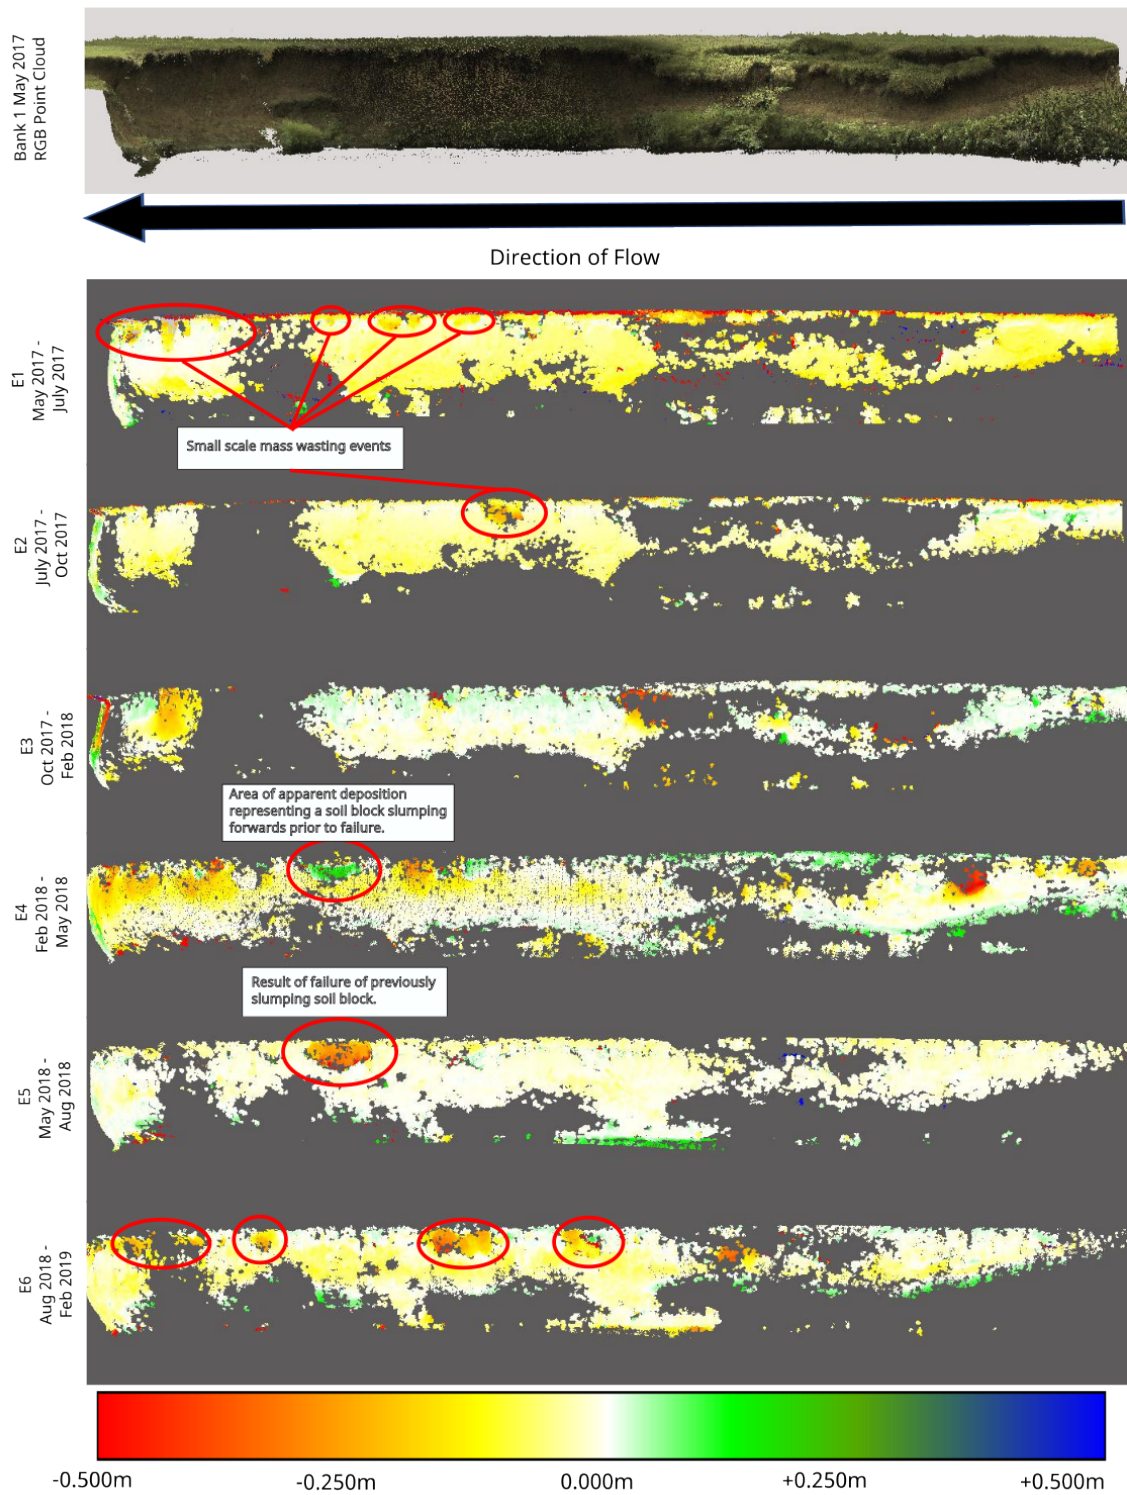 Bank 1 May 2017
RGB Point Cloud
Direction of Flow
E1
May 2017 -
July 2017
Small scale mass wasting events
E2
July 2017 -
Oct 2017
E3
Oct 2017 -
Feb 2018
Area of apparent deposition
representing a soil block slumping
forwards prior to failure.
E4
Feb 2018 -
May 2018
Result of failure of previously
slumping soil block.
E5
May 2018 -
Aug 2018
E6
Aug 2018 -
Feb 2019
-0.500m
-0.250m
0.000m
+0.250m
+0.500m